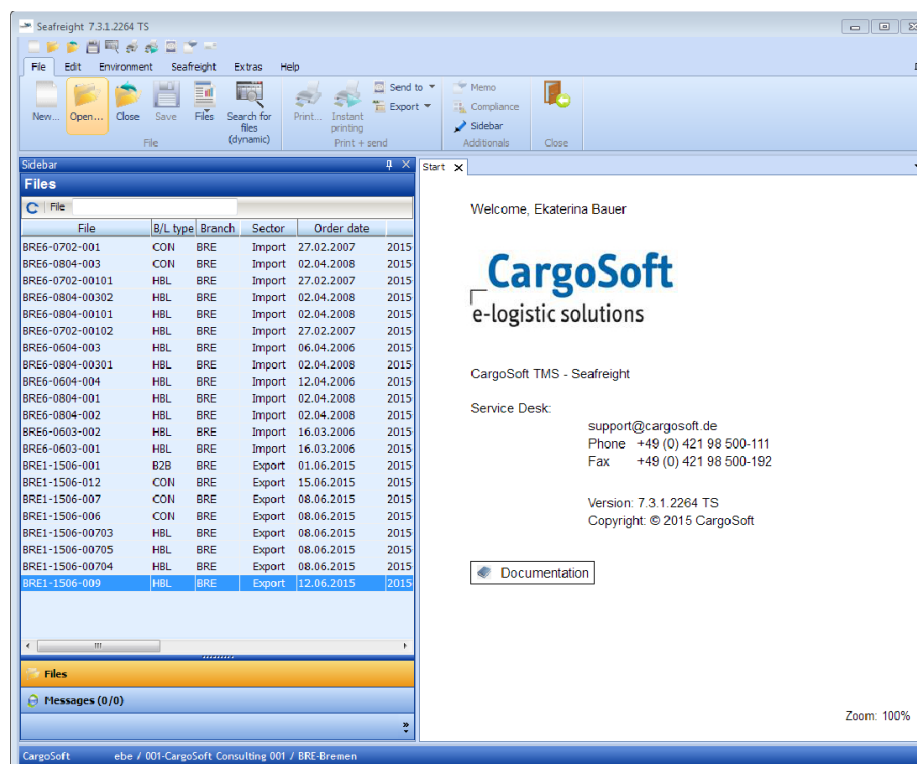 Seafreight 7.3.1.2264 TS
File Edit Environment Seafreight Extras Help
New... Open... Close Save Files Search for files (dynamic) Print... Instant printing Send to Export Memo Compliance Sidebar Close
File Print + send Additionals Close
Sidebar
Files
File
File B/L type Branch Sector Order date
BRE6-0702-001 CON BRE Import 27.02.2007 2015
BRE6-0804-003 CON BRE Import 02.04.2008 2015
BRE6-0702-00101 HBL BRE Import 27.02.2007 2015
BRE6-0804-00302 HBL BRE Import 02.04.2008 2015
BRE6-0804-00101 HBL BRE Import 02.04.2008 2015
BRE6-0702-00102 HBL BRE Import 27.02.2007 2015
BRE6-0604-003 HBL BRE Import 06.04.2006 2015
BRE6-0804-00301 HBL BRE Import 02.04.2008 2015
BRE6-0604-004 HBL BRE Import 12.04.2006 2015
BRE6-0804-001 HBL BRE Import 02.04.2008 2015
BRE6-0804-002 HBL BRE Import 02.04.2008 2015
BRE6-0603-002 HBL BRE Import 16.03.2006 2015
BRE6-0603-001 HBL BRE Import 16.03.2006 2015
BRE1-1506-001 B2B BRE Export 01.06.2015 2015
BRE1-1506-012 CON BRE Export 15.06.2015 2015
BRE1-1506-007 CON BRE Export 08.06.2015 2015
BRE1-1506-006 CON BRE Export 08.06.2015 2015
BRE1-1506-00703 HBL BRE Export 08.06.2015 2015
BRE1-1506-00705 HBL BRE Export 08.06.2015 2015
BRE1-1506-00704 HBL BRE Export 08.06.2015 2015
BRE1-1506-009 HBL BRE Export 12.06.2015 2015
Files
Messages (0/0)
Start
Welcome, Ekaterina Bauer
CargoSoft
e-logistic solutions
CargoSoft TMS - Seafreight
Service Desk:
support@cargosoft.de
Phone +49 (0) 421 98 500-111
Fax +49 (0) 421 98 500-192
Version: 7.3.1.2264 TS
Copyright: © 2015 CargoSoft
Documentation
Zoom: 100%
CargoSoft ebe / 001-CargoSoft Consulting 001 / BRE-Bremen